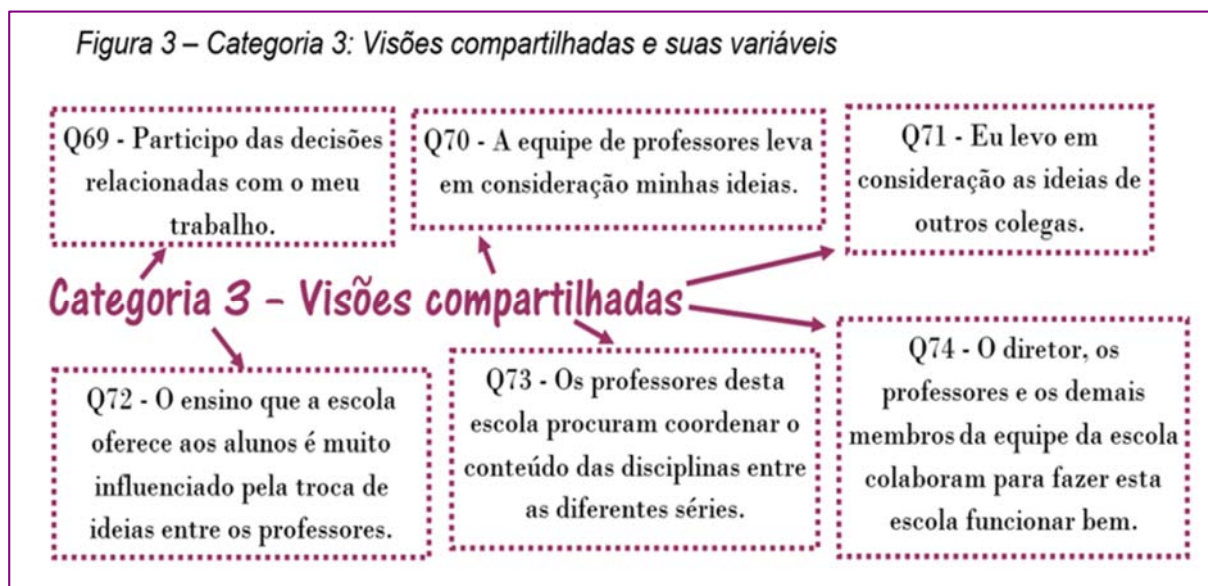 Figura 3 – Categoria 3: Visões compartilhadas e suas variáveis
Q69 - Participo das decisões
relacionadas com o meu
trabalho.
Q70 - A equipe de professores leva
em consideração minhas ideias.
Q71 - Eu levo em
consideração as ideias de
outros colegas.
Categoria 3 – Visões compartilhadas
Q72 - O ensino que a escola
oferece aos alunos é muito
influenciado pela troca de
ideias entre os professores.
Q73 - Os professores desta
escola procuram coordenar o
conteúdo das disciplinas entre
as diferentes séries.
Q74 - O diretor, os
professores e os demais
membros da equipe da escola
colaboram para fazer esta
escola funcionar bem.